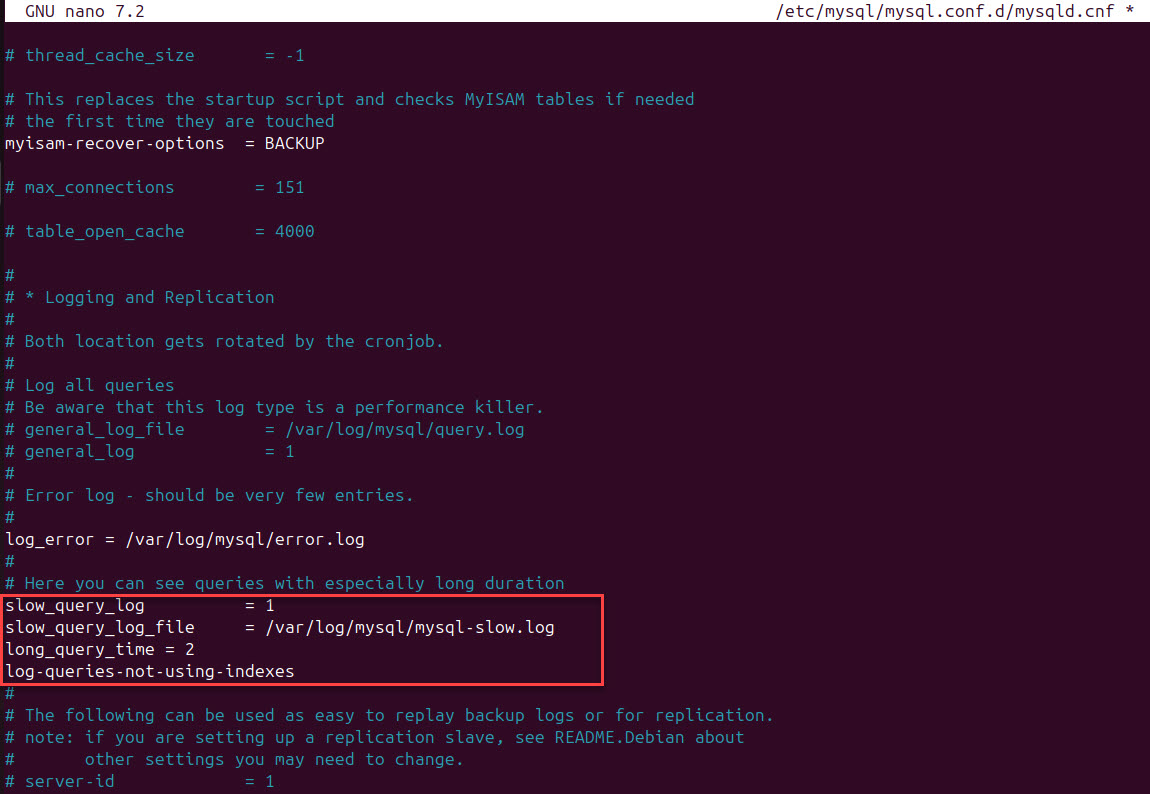 GNU nano 7.2 /etc/mysql/mysql.conf.d/mysqld.cnf *
# thread_cache_size = -1
# This replaces the startup script and checks MyISAM tables if needed
# the first time they are touched
myisam-recover-options = BACKUP
# max_connections = 151
# table_open_cache = 4000
#
# * Logging and Replication
#
# Both location gets rotated by the cronjob.
#
# Log all queries
# Be aware that this log type is a performance killer.
# general_log_file = /var/log/mysql/query.log
# general_log = 1
#
# Error log - should be very few entries.
#
log_error = /var/log/mysql/error.log
#
# Here you can see queries with especially long duration
slow_query_log = 1
slow_query_log_file = /var/log/mysql/mysql-slow.log
long_query_time = 2
log-queries-not-using-indexes
#
# The following can be used as easy to replay backup logs or for replication.
# note: if you are setting up a replication slave, see README.Debian about
# other settings you may need to change.
# server-id = 1